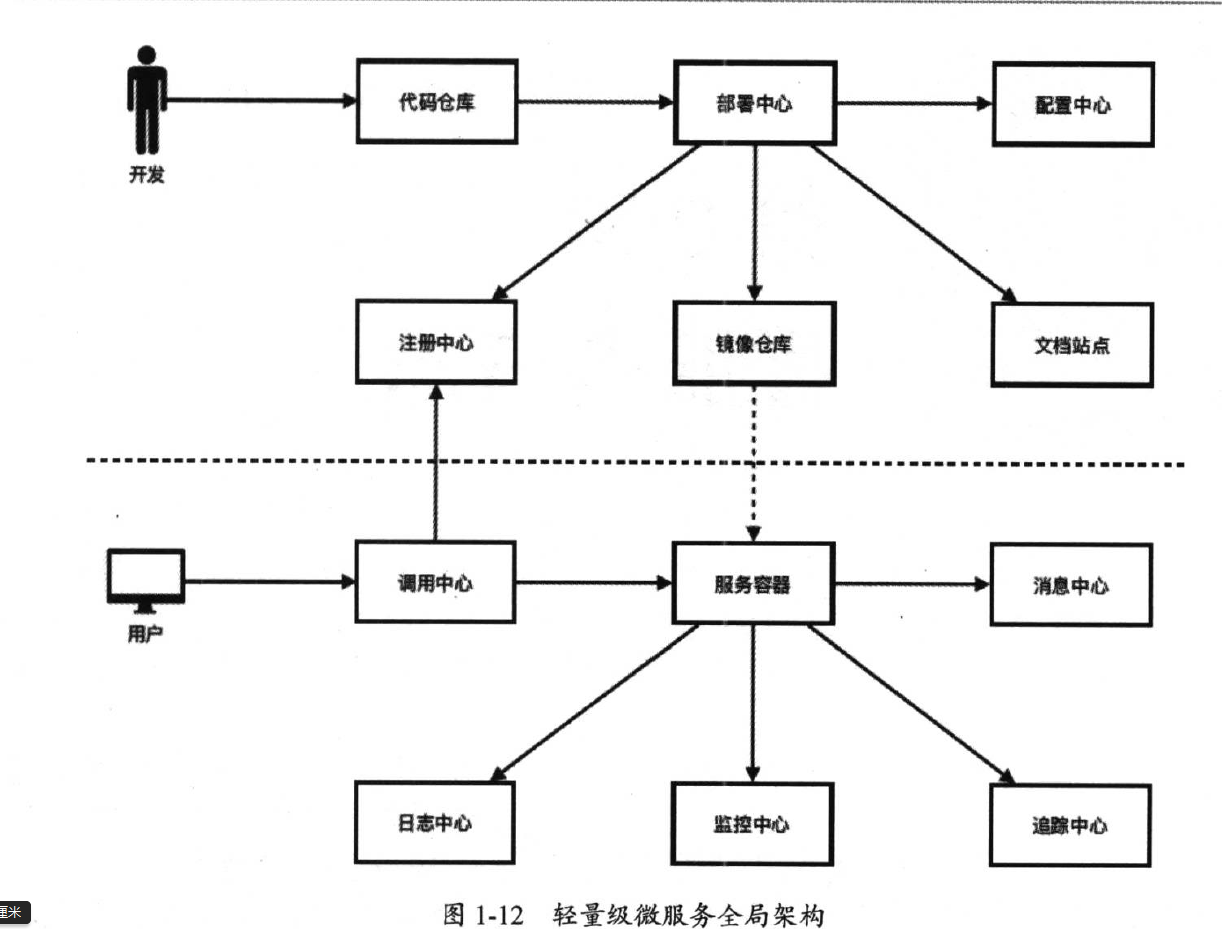 代码仓库
部署中心
配置中心
开发
注册中心
镜像仓库
文档站点
调用中心
服务容器
消息中心
用户
日志中心
监控中心
追踪中心
厘米
图 1-12 轻量级微服务全局架构